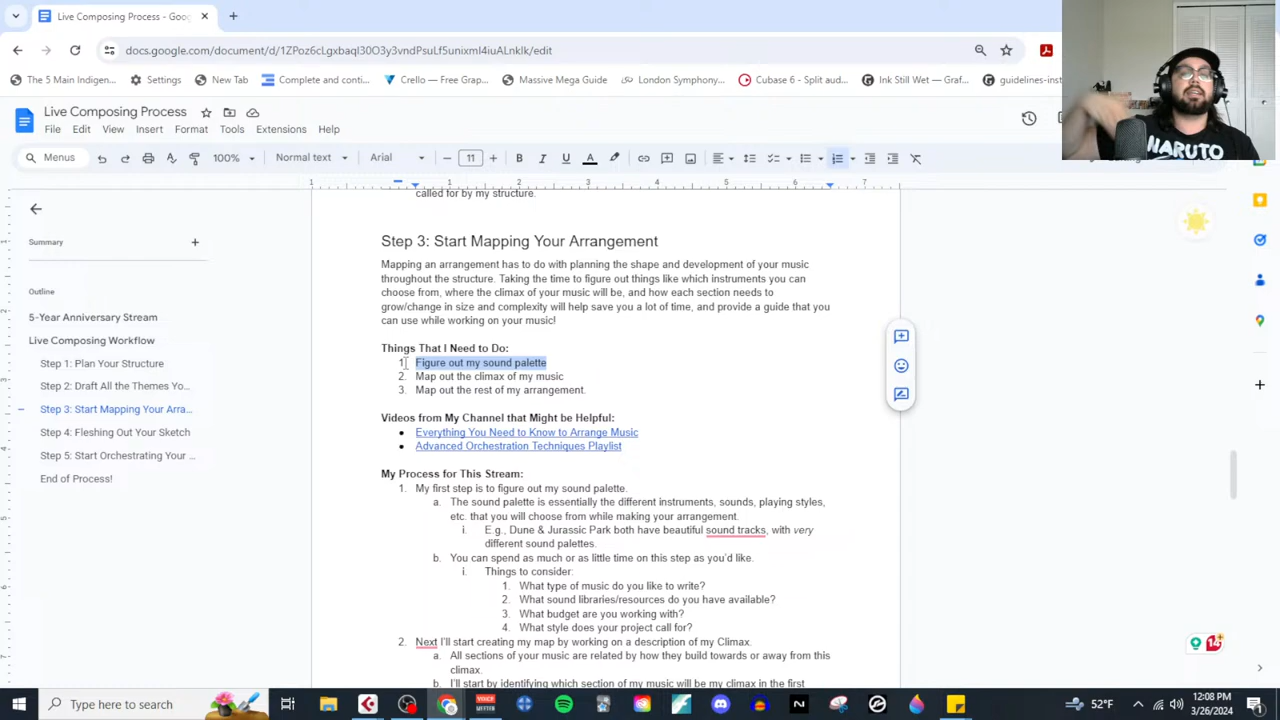 Live Composing Process - Goo
docs.google.com/document/d/1ZPoz6cLgxbaql30O3y3vndPsuLf5unixmI4iuALnkIk/edit
The 5 Main Indigen...
Settings
New Tab
Complete and conti...
Crello — Free Grap...
Massive Mega Guide
London Symphony...
Cubase 6 - Split aud...
Ink Still Wet — Graf...
guidelines-inst
Live Composing Process
File Edit View Insert Format Tools Extensions Help
Menus 100% Normal text Arial 11
1 1 2 3 4 5 6 7
NARUTO
Summary
Outline
5-Year Anniversary Stream
Live Composing Workflow
Step 1: Plan Your Structure
Step 2: Draft All the Themes Yo...
Step 3: Start Mapping Your Arra...
Step 4: Fleshing Out Your Sketch
Step 5: Start Orchestrating Your ...
End of Process!
called for by my structure.
Step 3: Start Mapping Your Arrangement
Mapping an arrangement has to do with planning the shape and development of your music
throughout the structure. Taking the time to figure out things like which instruments you can
choose from, where the climax of your music will be, and how each section needs to
grow/change in size and complexity will help save you a lot of time, and provide a guide that you
can use while working on your music!
Things That I Need to Do:
1. Figure out my sound palette
2. Map out the climax of my music
3. Map out the rest of my arrangement.
Videos from My Channel that Might be Helpful:
● Everything You Need to Know to Arrange Music
● Advanced Orchestration Techniques Playlist
My Process for This Stream:
1. My first step is to figure out my sound palette.
a. The sound palette is essentially the different instruments, sounds, playing styles,
etc. that you will choose from while making your arrangement.
i. E.g., Dune & Jurassic Park both have beautiful sound tracks, with very
different sound palettes.
b. You can spend as much or as little time on this step as you'd like.
i. Things to consider:
1. What type of music do you like to write?
2. What sound libraries/resources do you have available?
3. What budget are you working with?
4. What style does your project call for?
2. Next I'll start creating my map by working on a description of my Climax.
a. All sections of your music are related by how they build towards or away from this
climax.
b. I'll start by identifying which section of my music will be my climax in the first
14
Type here to search
52°F
12:08 PM
3/26/2024